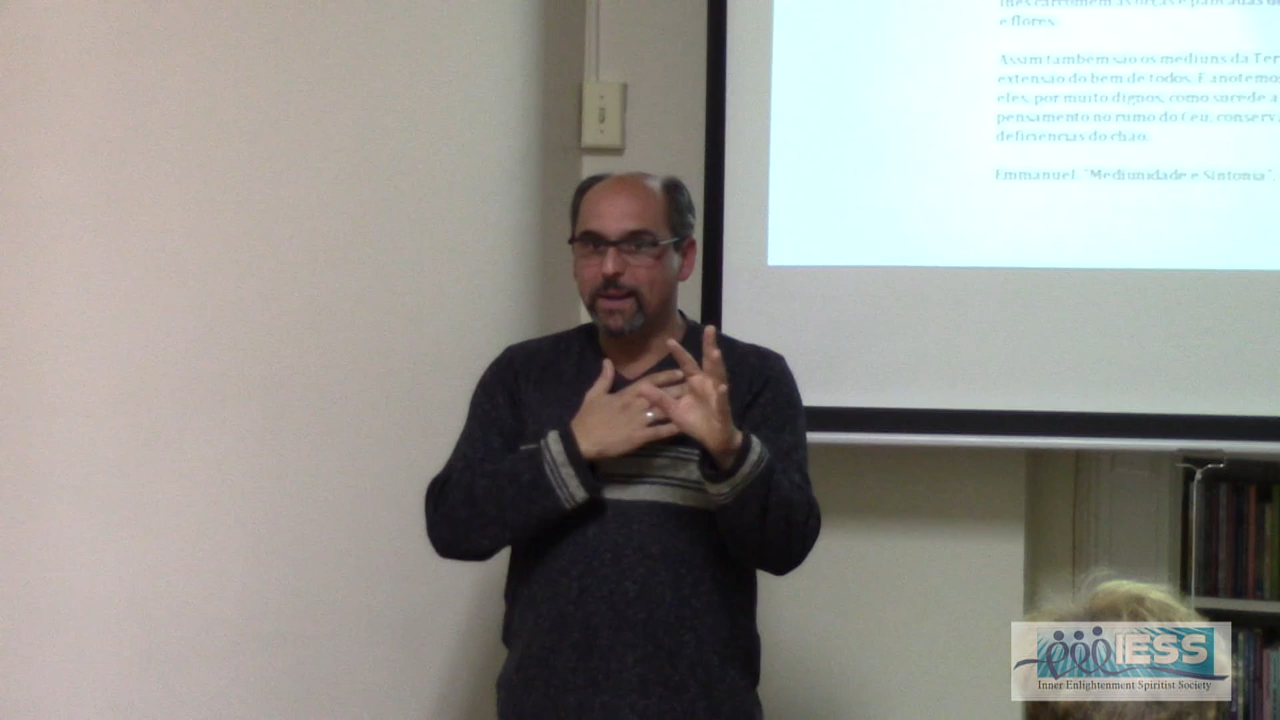 e flores.
Assim também são os médiuns da Ter
extensão do bem de todos. E anotemos
eles, por muito dignos, como sucede a
pensamento no rumo do Céu, conserv
deficiências do chão.
Emmanuel. "Mediunidade e Sintonia".
IESS
Inner Enlightenment Spiritist Society